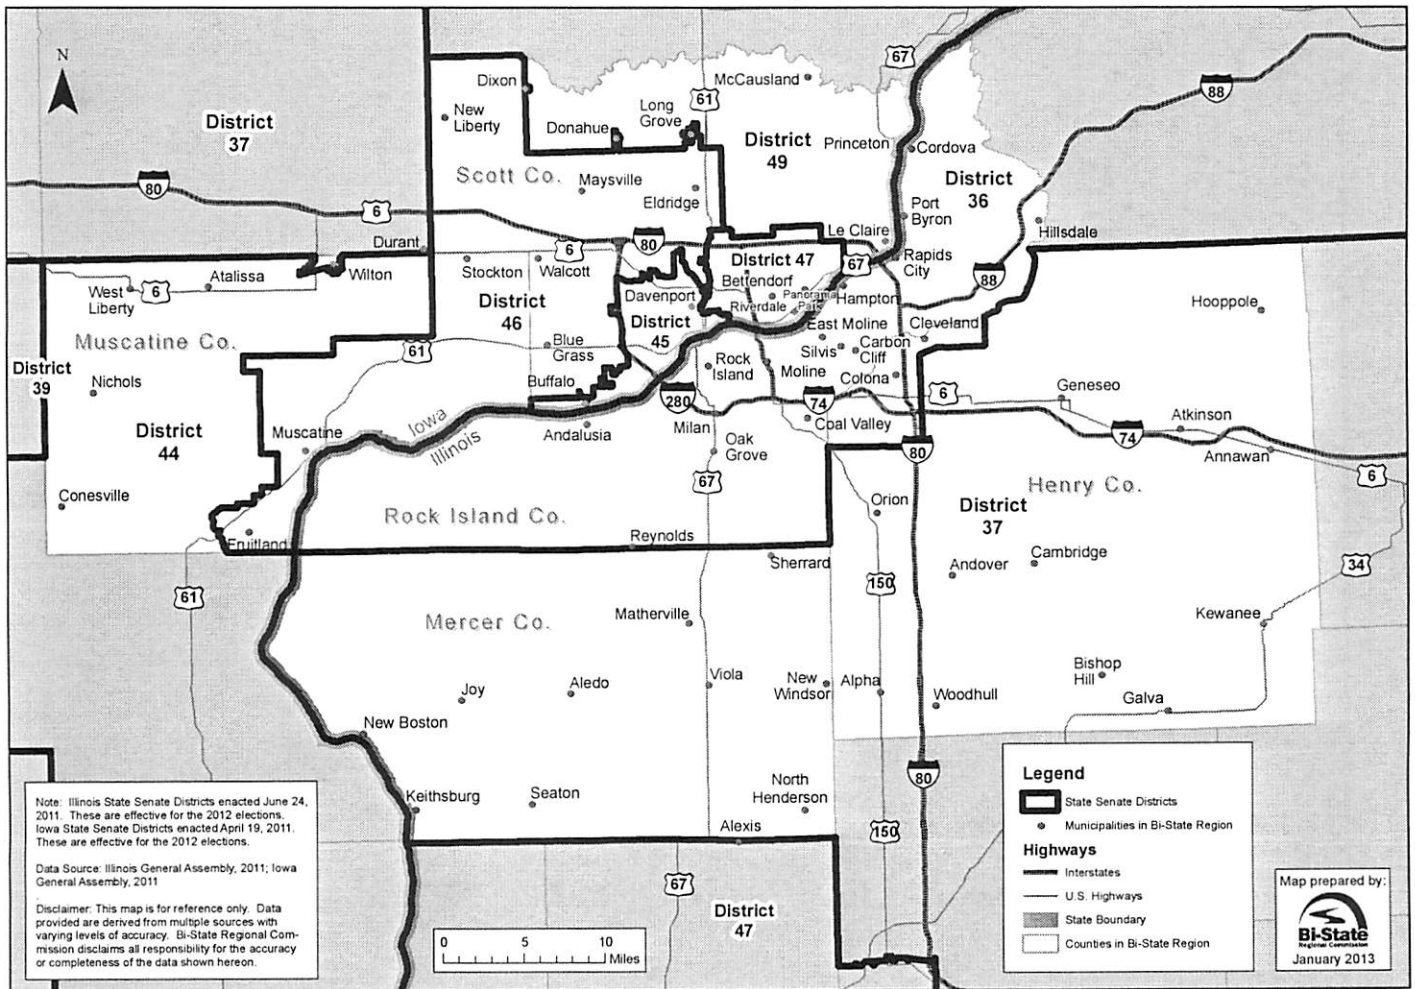 N
District
37
Dixon
New
Liberty
Donahue
Long
Grove
McCausland
61
67
88
District
49
Princeton
Cordova
88
Scott Co.
Maysville
Eldridge
District
36
Port
Byron
Le Claire
Hillsdale
80
6
Durant
6
80
67
Rapids
City
88
Atalissa
Wilton
West
Liberty
6
Stockton
Walcott
District 47
Bettendorf
Davenport
Riverdale
Panorama
Park
Hampton
Hooppole
District
46
District
45
East Moline
Cleveland
Muscatine Co.
61
Blue
Grass
Silvis
Carbon
Cliff
Rock
Island
Moline
Colona
District
39
Nichols
Buffalo
280
74
6
Geneseo
Iowa
Illinois
Andalusia
Milan
Coal Valley
Atkinson
74
District
44
Muscatine
Oak
Grove
80
Annawan
6
67
Henry Co.
Conesville
Rock Island Co.
Orion
District
37
Fruitland
Reynolds
Sherrard
Andover
Cambridge
34
61
150
Mercer Co.
Matherville
Kewanee
Joy
Aledo
Viola
New
Windsor
Alpha
Woodhull
Bishop
Hill
Galva
New Boston
Keithsburg
Seaton
North
Henderson
Alexis
80
150
67
District
47
Note: Illinois State Senate Districts enacted June 24,
2011. These are effective for the 2012 elections.
Iowa State Senate Districts enacted April 19, 2011.
These are effective for the 2012 elections.
Data Source: Illinois General Assembly, 2011; Iowa
General Assembly, 2011
Disclaimer: This map is for reference only. Data
provided are derived from multiple sources with
varying levels of accuracy. Bi-State Regional Com-
mission disclaims all responsibility for the accuracy
or completeness of the data shown hereon.
0 5 10
Miles
Legend
State Senate Districts
Municipalities in Bi-State Region
Highways
Interstates
U.S. Highways
State Boundary
Counties in Bi-State Region
Map prepared by:
Bi-State
Regional Commission
January 2013